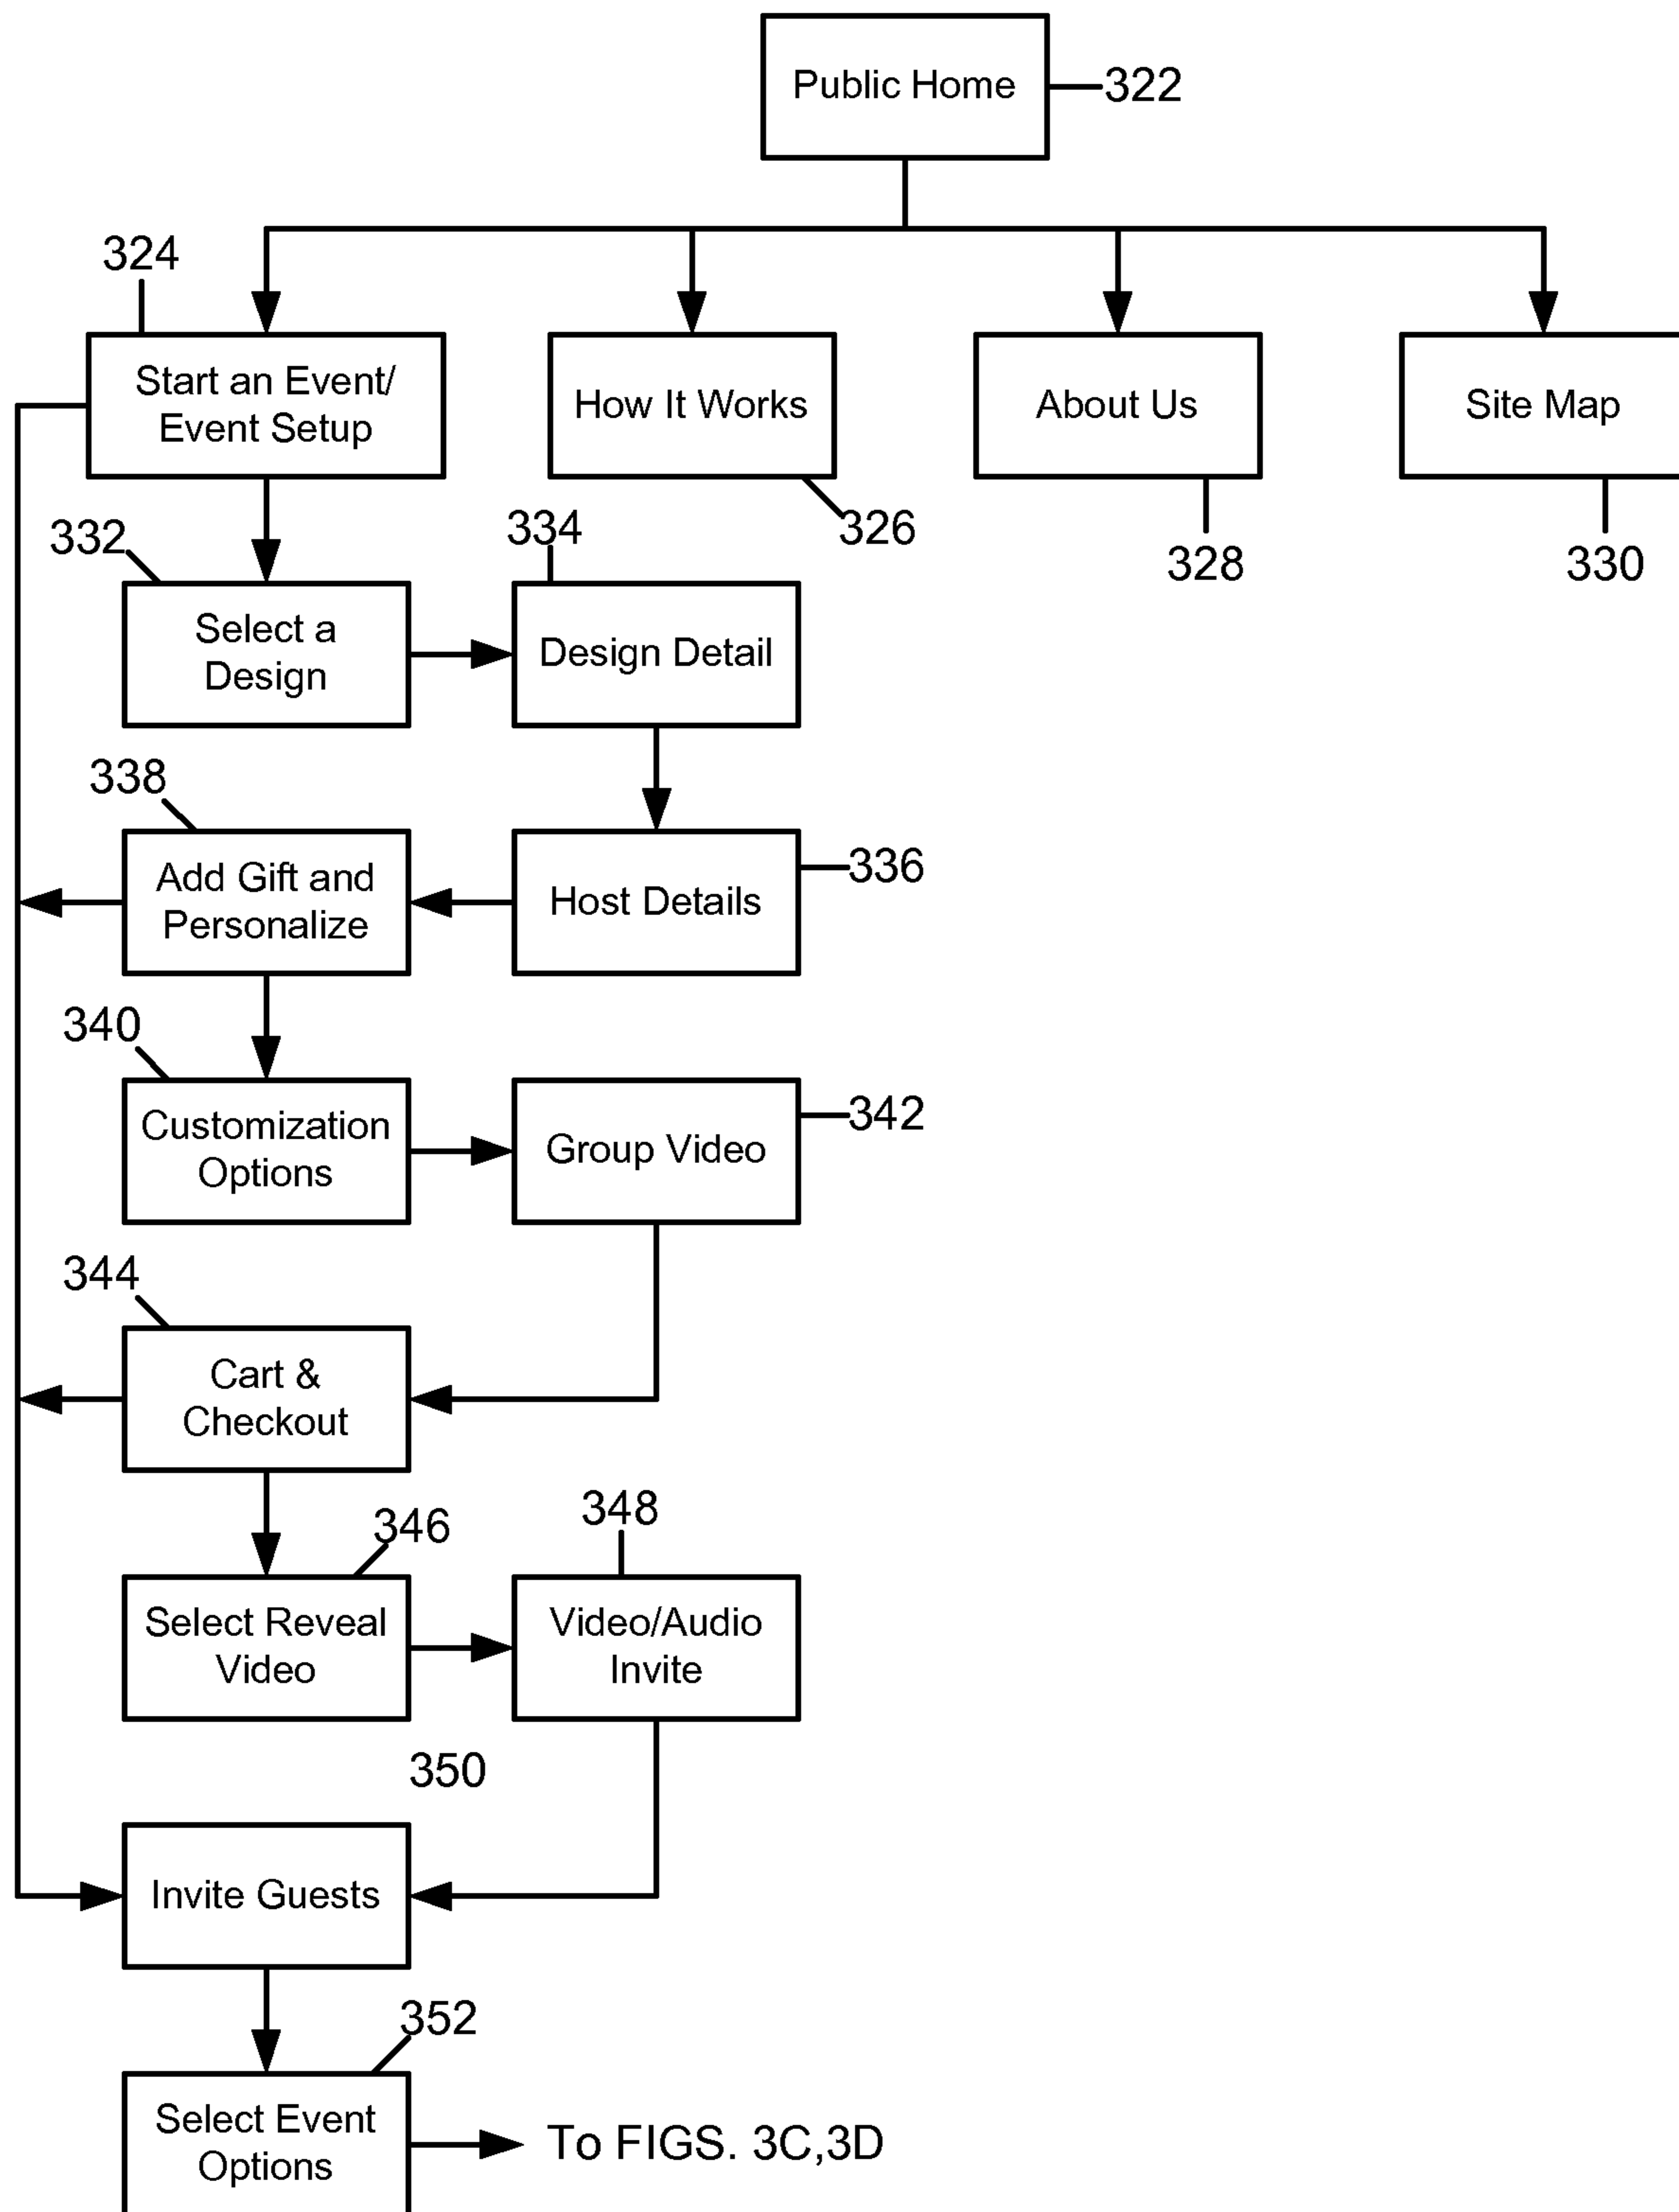 Public Home
322
324
Start an Event/
Event Setup
How It Works
About Us
Site Map
326
328
330
332
334
Select a
Design
Design Detail
338
336
Add Gift and
Personalize
Host Details
340
342
Customization
Options
Group Video
344
Cart &
Checkout
346
348
Select Reveal
Video
Video/Audio
Invite
350
Invite Guests
352
Select Event
Options
To FIGS. 3C,3D